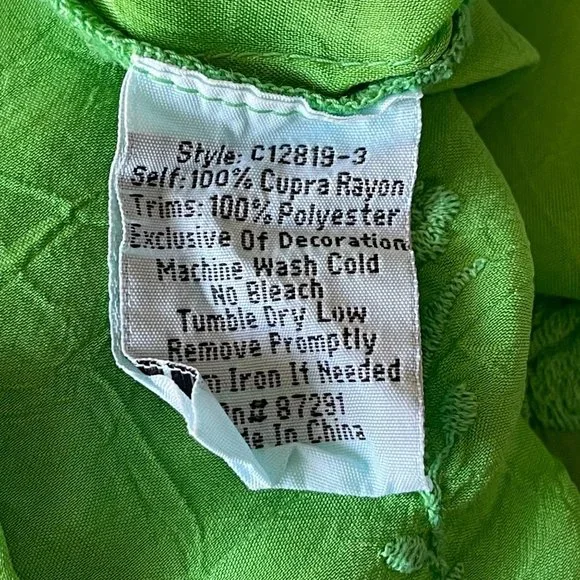 Style: C12819-3
Self: 100% Cupra Rayon
Trims: 100% Polyester
Exclusive Of Decoration
Machine Wash Cold
No Bleach
Tumble Dry Low
Remove Promptly
Iron If Needed
87291
In China